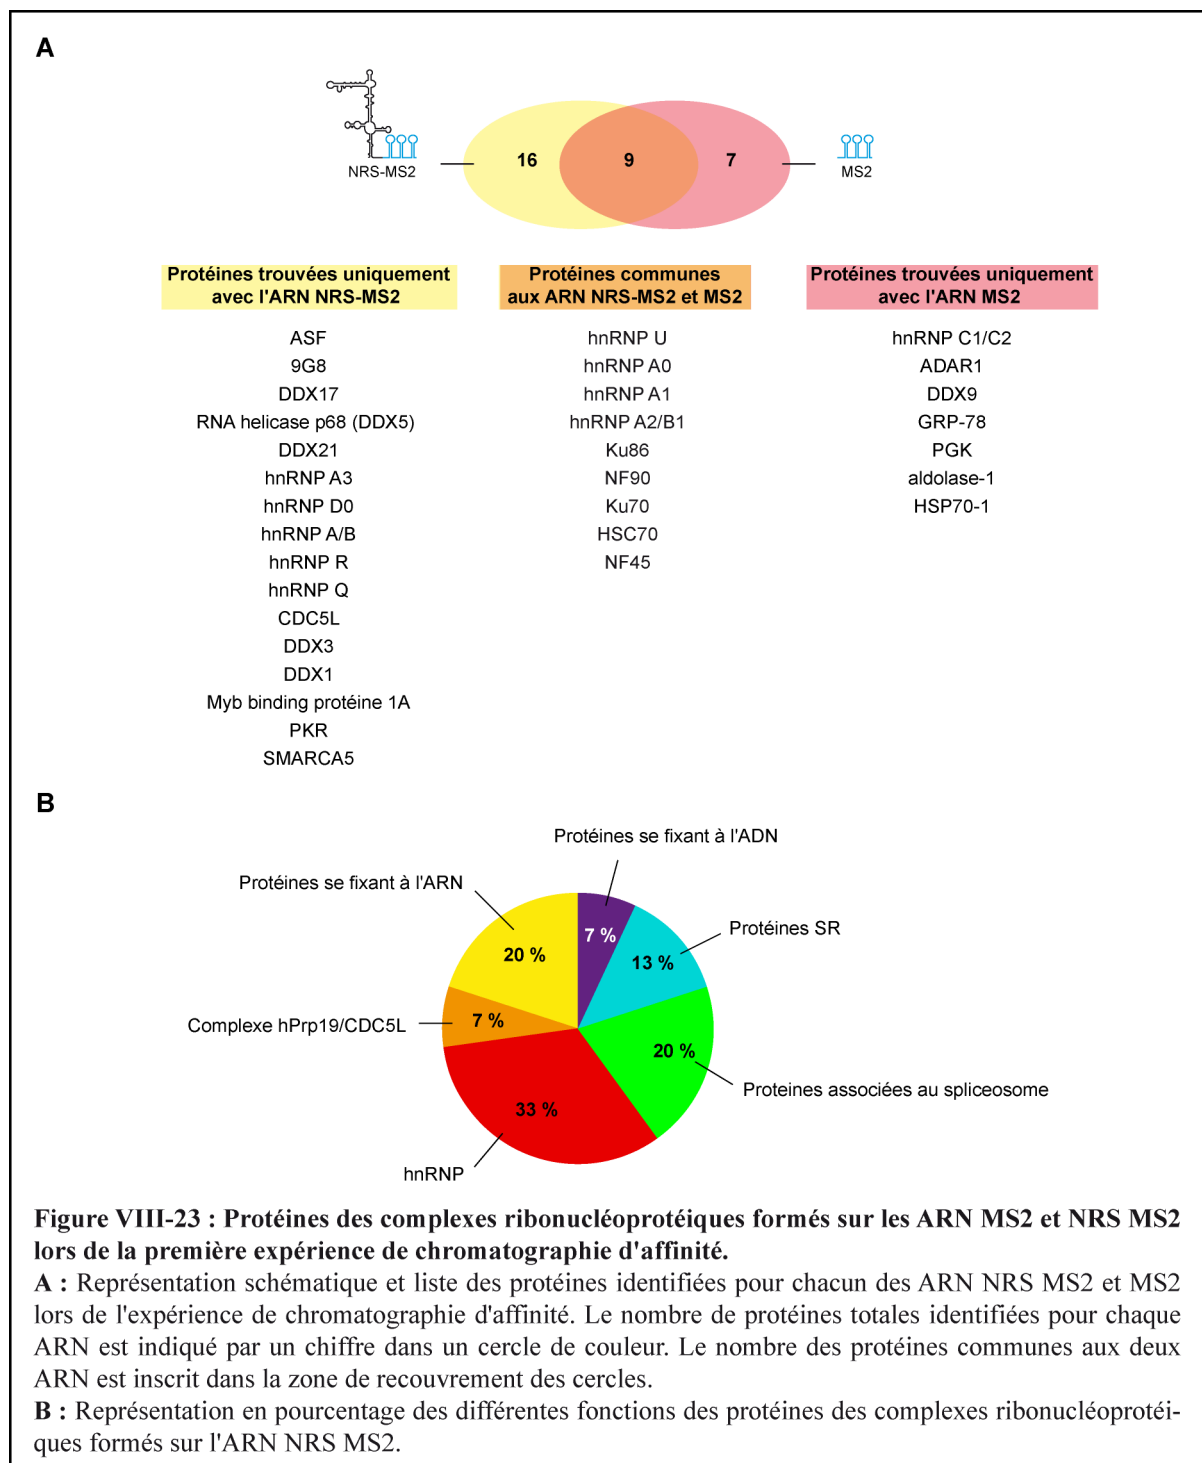 A
NRS-MS2
16
9
7
MS2
Protéines trouvées uniquement
avec l'ARN NRS-MS2
ASF
9G8
DDX17
RNA helicase p68 (DDX5)
DDX21
hnRNP A3
hnRNP D0
hnRNP A/B
hnRNP R
hnRNP Q
CDC5L
DDX3
DDX1
Myb binding protéine 1A
PKR
SMARCA5
Protéines communes
aux ARN NRS-MS2 et MS2
hnRNP U
hnRNP A0
hnRNP A1
hnRNP A2/B1
Ku86
NF90
Ku70
HSC70
NF45
Protéines trouvées uniquement
avec l'ARN MS2
hnRNP C1/C2
ADAR1
DDX9
GRP-78
PGK
aldolase-1
HSP70-1
B
Protéines se fixant à l'ADN
7 %
Protéines SR
13 %
Proteines associées au spliceosome
20 %
hnRNP
33 %
Complexe hPrp19/CDC5L
7 %
Protéines se fixant à l'ARN
20 %
Figure VIII-23 : Protéines des complexes ribonucléoprotéiques formés sur les ARN MS2 et NRS MS2
lors de la première expérience de chromatographie d'affinité.
A : Représentation schématique et liste des protéines identifiées pour chacun des ARN NRS MS2 et MS2
lors de l'expérience de chromatographie d'affinité. Le nombre de protéines totales identifiées pour chaque
ARN est indiqué par un chiffre dans un cercle de couleur. Le nombre des protéines communes aux deux
ARN est inscrit dans la zone de recouvrement des cercles.
B : Représentation en pourcentage des différentes fonctions des protéines des complexes ribonucléoprotéi-
ques formés sur l'ARN NRS MS2.